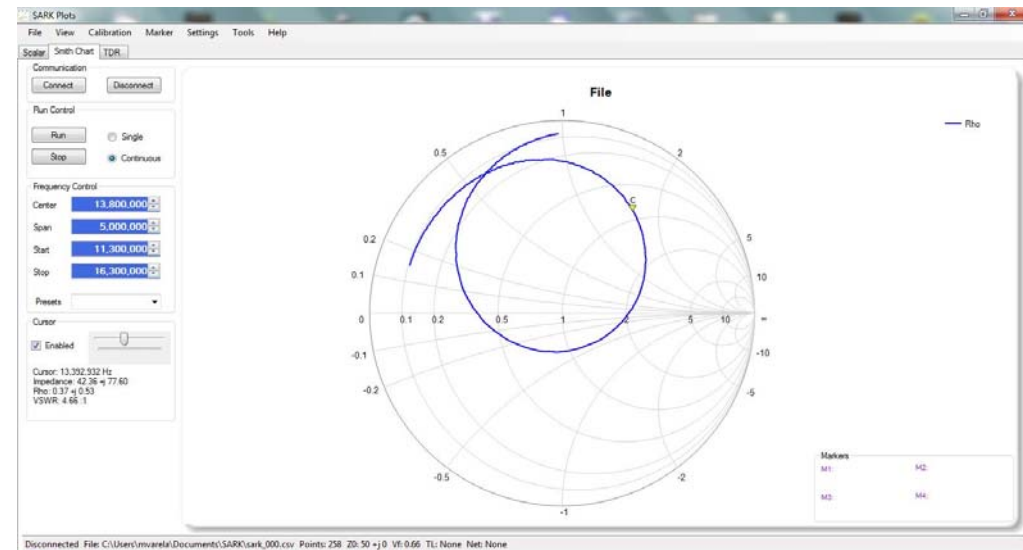 SARK Plots
File View Calibration Marker Settings Tools Help
Scalar Smith Chart TDR
Communication
Connect Disconnect
Run Control
Run Single
Stop Continuous
Frequency Control
Center 13,800,000
Span 5,000,000
Start 11,300,000
Stop 16,300,000
Presets
Cursor
Enabled
Cursor: 13,392,932 Hz
Impedance: 42.36 +j 77.60
Rho: 0.37 +j 0.53
VSWR: 4.66 :1
File
Rho
1
0.5 2
C
0.2 5
0.1 10
0 0.1 0.2 0.5 1 2 5 10 ∞
-0.1 -10
-0.2 -5
-0.5 -2
-1
Markers
M1: M2:
M3: M4:
Disconnected File: C:\Users\mvarela\Documents\SARK\sark_000.csv Points: 258 Z0: 50 +j 0 Vf: 0.66 TL: None Net: None